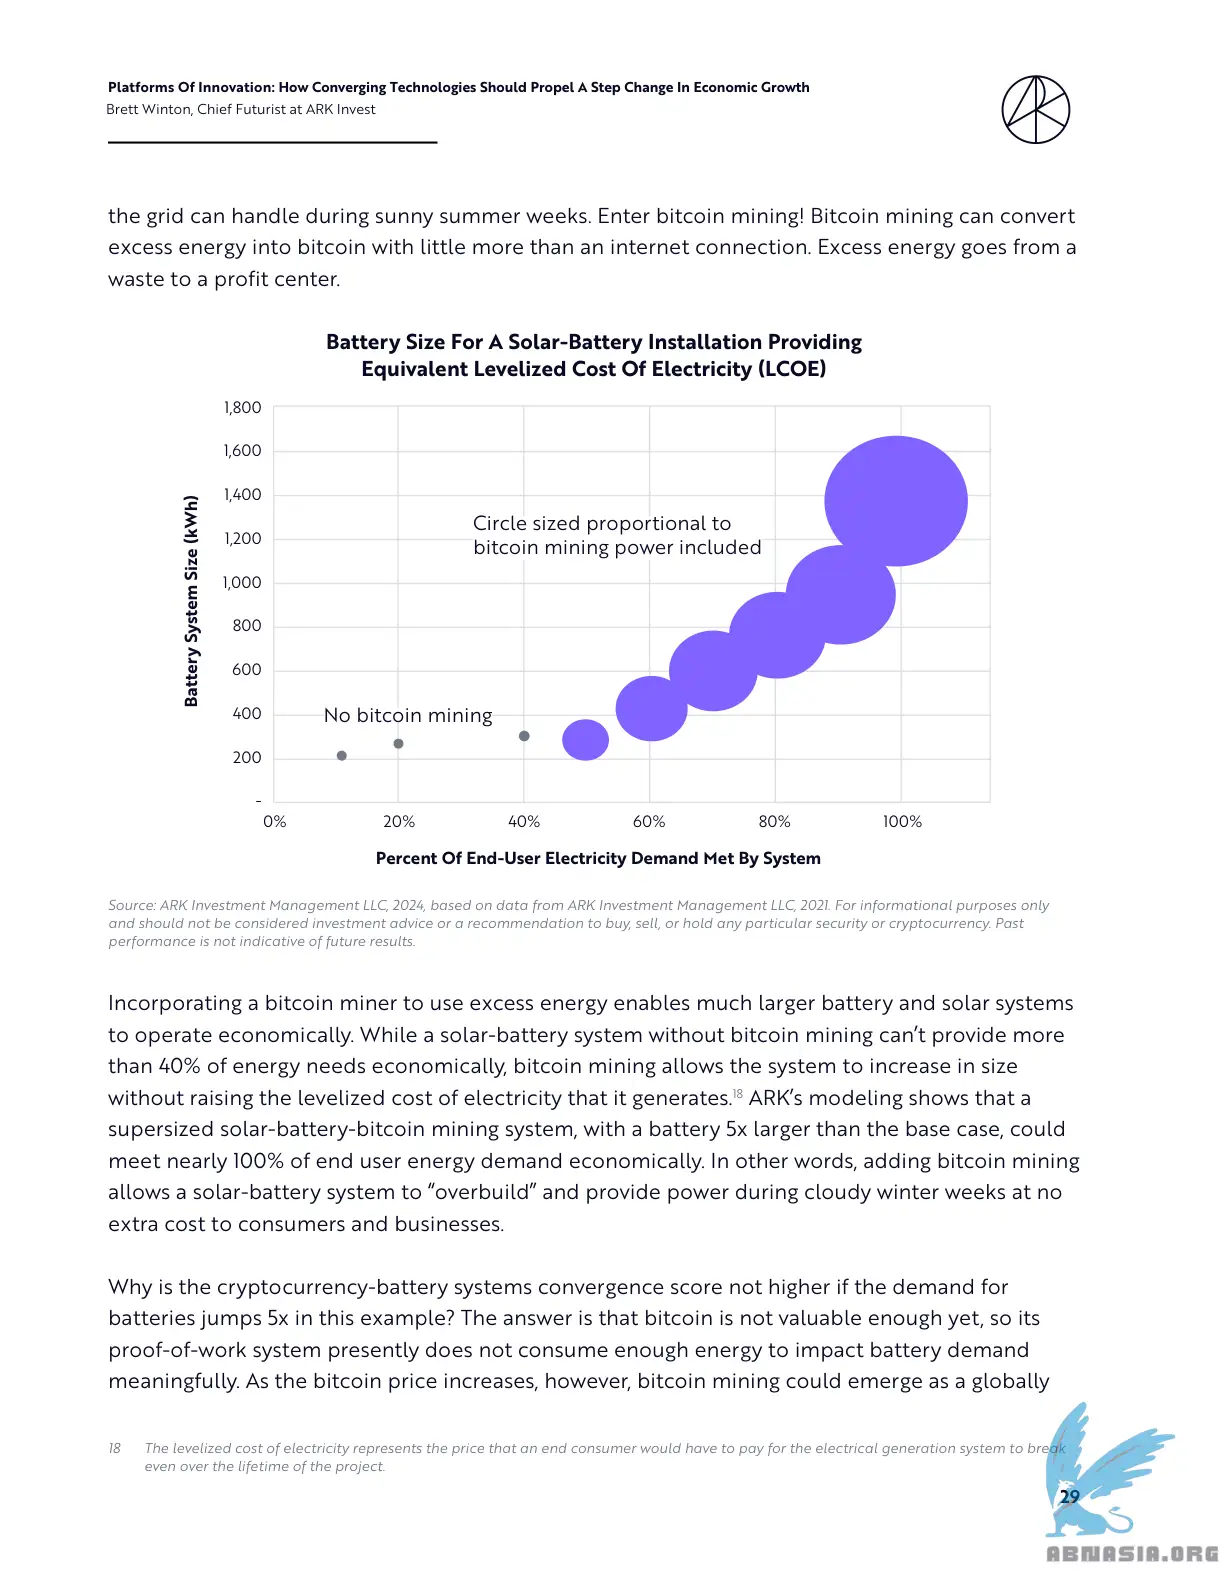 Platforms Of Innovation: How Converging Technologies Should Propel A Step Change In Economic Growth
Brett Winton, Chief Futurist at ARK Invest
the grid can handle during sunny summer weeks. Enter bitcoin mining! Bitcoin mining can convert
excess energy into bitcoin with little more than an internet connection. Excess energy goes from a
waste to a profit center.
Battery Size For A Solar-Battery Installation Providing
Equivalent Levelized Cost Of Electricity (LCOE)
Battery System Size (kWh)
1,800
1,600
1,400
1,200
1,000
800
600
400
200
-
Circle sized proportional to
bitcoin mining power included
No bitcoin mining
0%
20%
40%
60%
80%
100%
Percent Of End-User Electricity Demand Met By System
Source: ARK Investment Management LLC, 2024, based on data from ARK Investment Management LLC, 2021. For informational purposes only
and should not be considered investment advice or a recommendation to buy, sell, or hold any particular security or cryptocurrency. Past
performance is not indicative of future results.
Incorporating a bitcoin miner to use excess energy enables much larger battery and solar systems
to operate economically. While a solar-battery system without bitcoin mining can’t provide more
than 40% of energy needs economically, bitcoin mining allows the system to increase in size
without raising the levelized cost of electricity that it generates.18 ARK’s modeling shows that a
supersized solar-battery-bitcoin mining system, with a battery 5x larger than the base case, could
meet nearly 100% of end user energy demand economically. In other words, adding bitcoin mining
allows a solar-battery system to “overbuild” and provide power during cloudy winter weeks at no
extra cost to consumers and businesses.
Why is the cryptocurrency-battery systems convergence score not higher if the demand for
batteries jumps 5x in this example? The answer is that bitcoin is not valuable enough yet, so its
proof-of-work system presently does not consume enough energy to impact battery demand
meaningfully. As the bitcoin price increases, however, bitcoin mining could emerge as a globally
18 The levelized cost of electricity represents the price that an end consumer would have to pay for the electrical generation system to break
even over the lifetime of the project.
29
ABNASIA.ORG